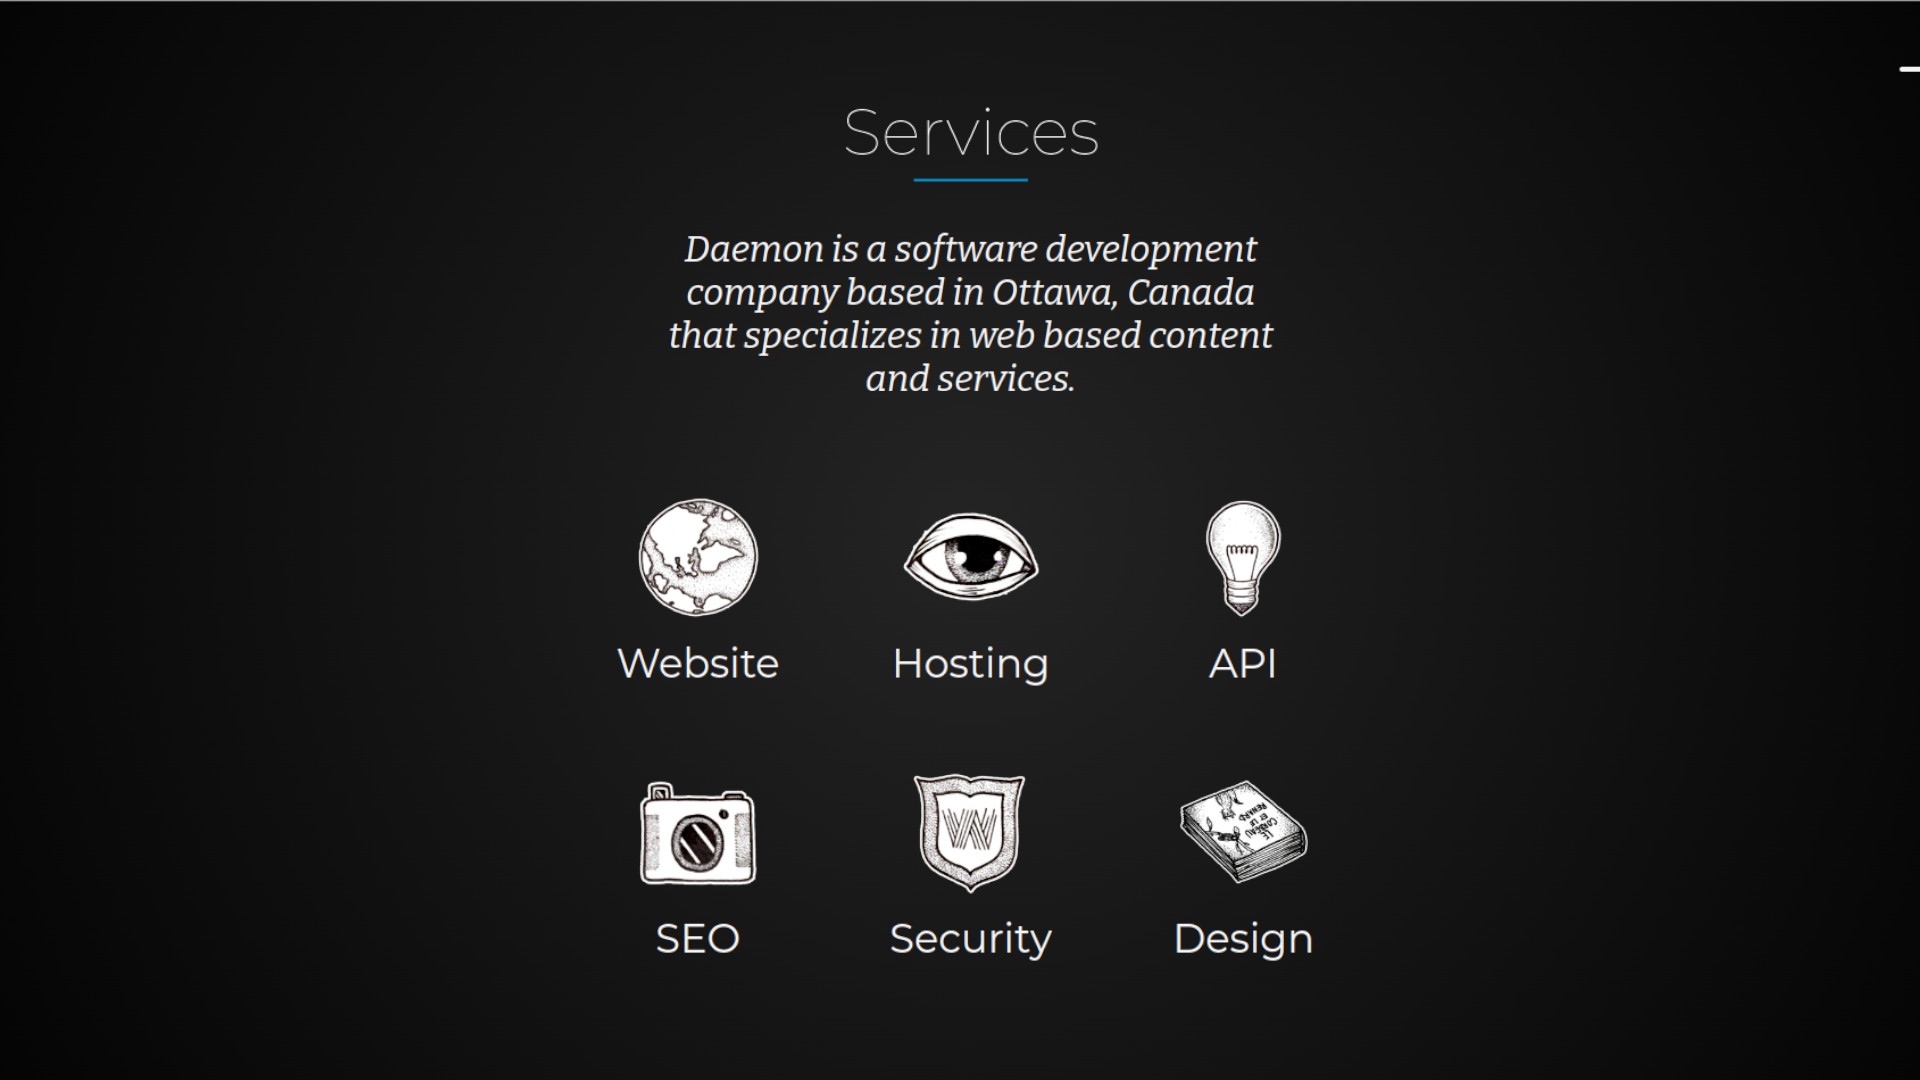 Services
Daemon is a software development
company based in Ottawa, Canada
that specializes in web based content
and services.
Website
Hosting
API
SEO
Security
Design